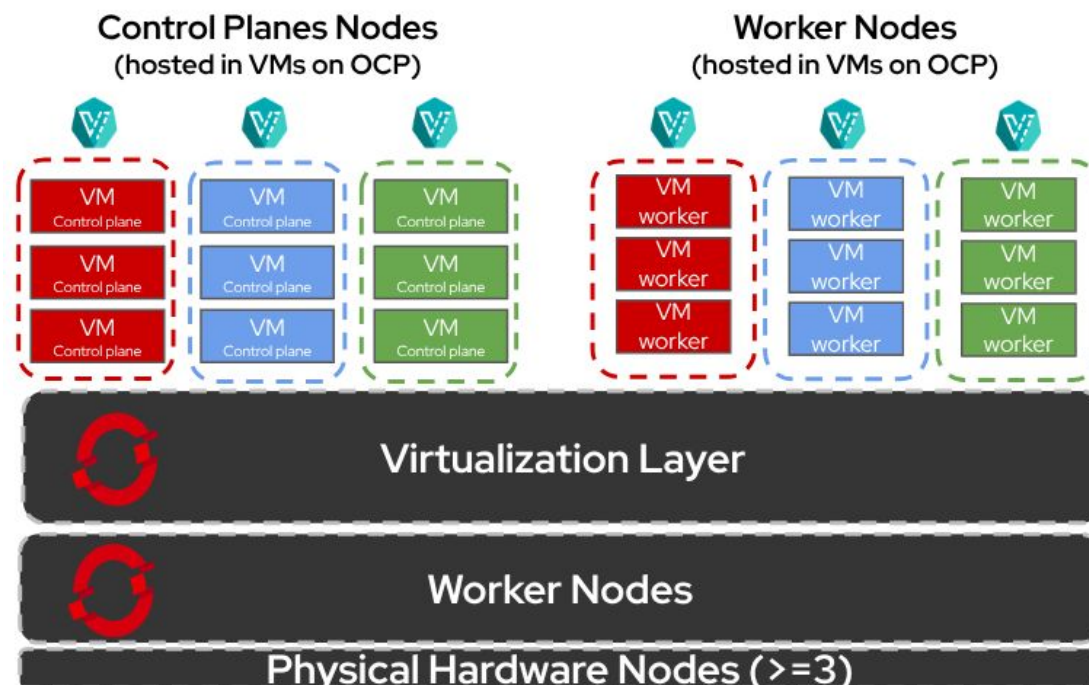 Control Planes Nodes
(hosted in VMs on OCP)
Worker Nodes
(hosted in VMs on OCP)
VM
Control plane
VM
Control plane
VM
Control plane
VM
Control plane
VM
Control plane
VM
Control plane
VM
Control plane
VM
Control plane
VM
Control plane
VM
worker
VM
worker
VM
worker
VM
worker
VM
worker
VM
worker
VM
worker
VM
worker
VM
worker
Virtualization Layer
Worker Nodes
Physical Hardware Nodes (>=3)